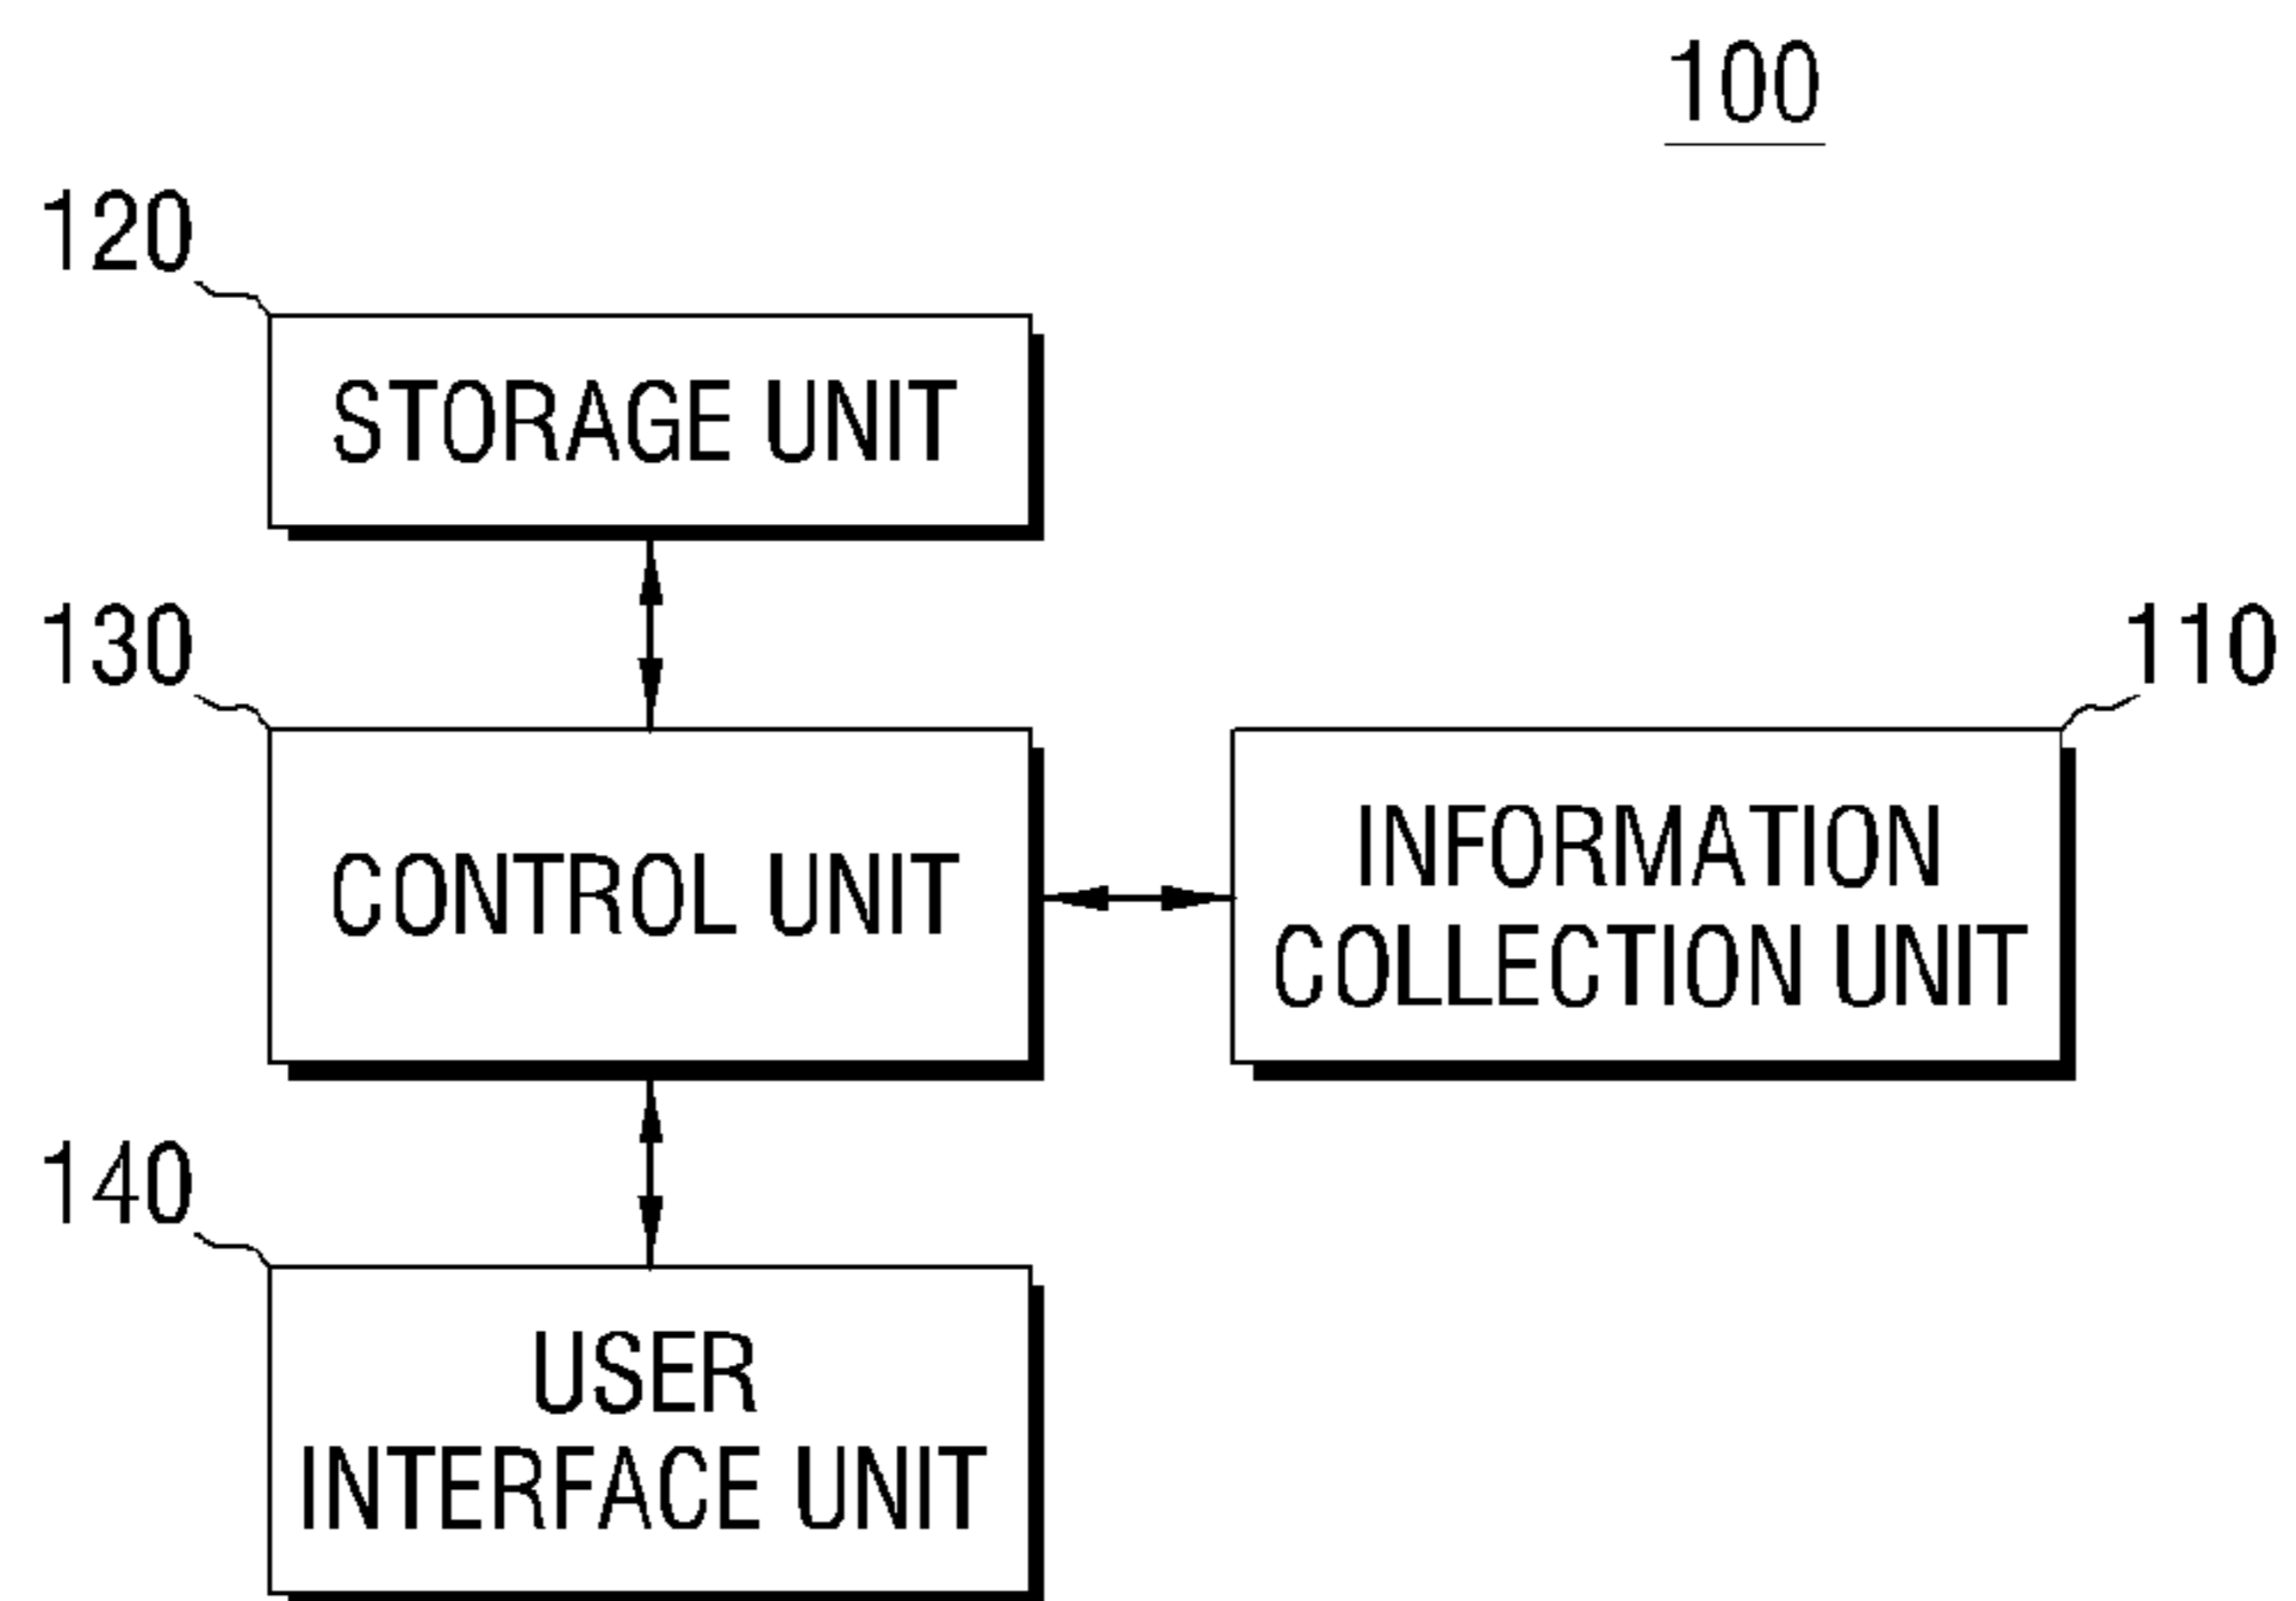 100
120
STORAGE UNIT
130
CONTROL UNIT
110
INFORMATION
COLLECTION UNIT
140
USER
INTERFACE UNIT